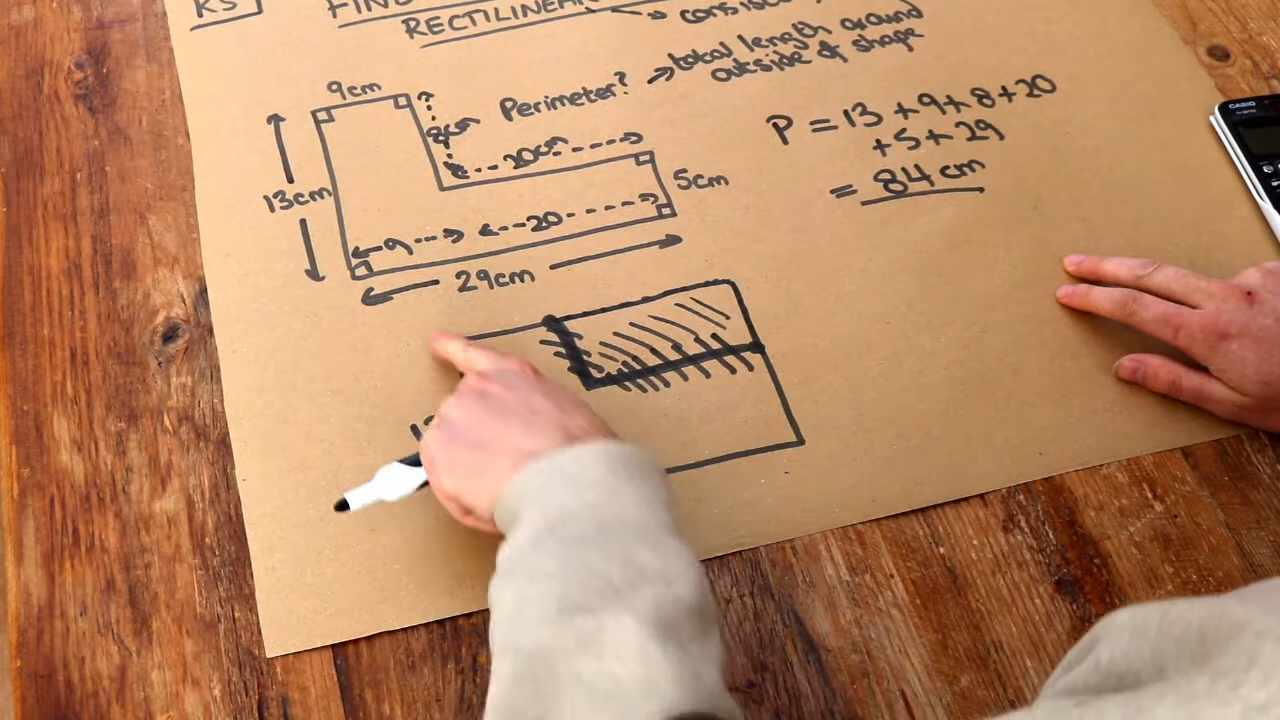 KS
RECTILINEAR
9cm
Perimeter? → total length around
outside of shape
8cm
20cm
13cm
5cm
9
20
29cm
P = 13 + 9 + 8 + 20
+ 5 + 29
= 84 cm
CASIO